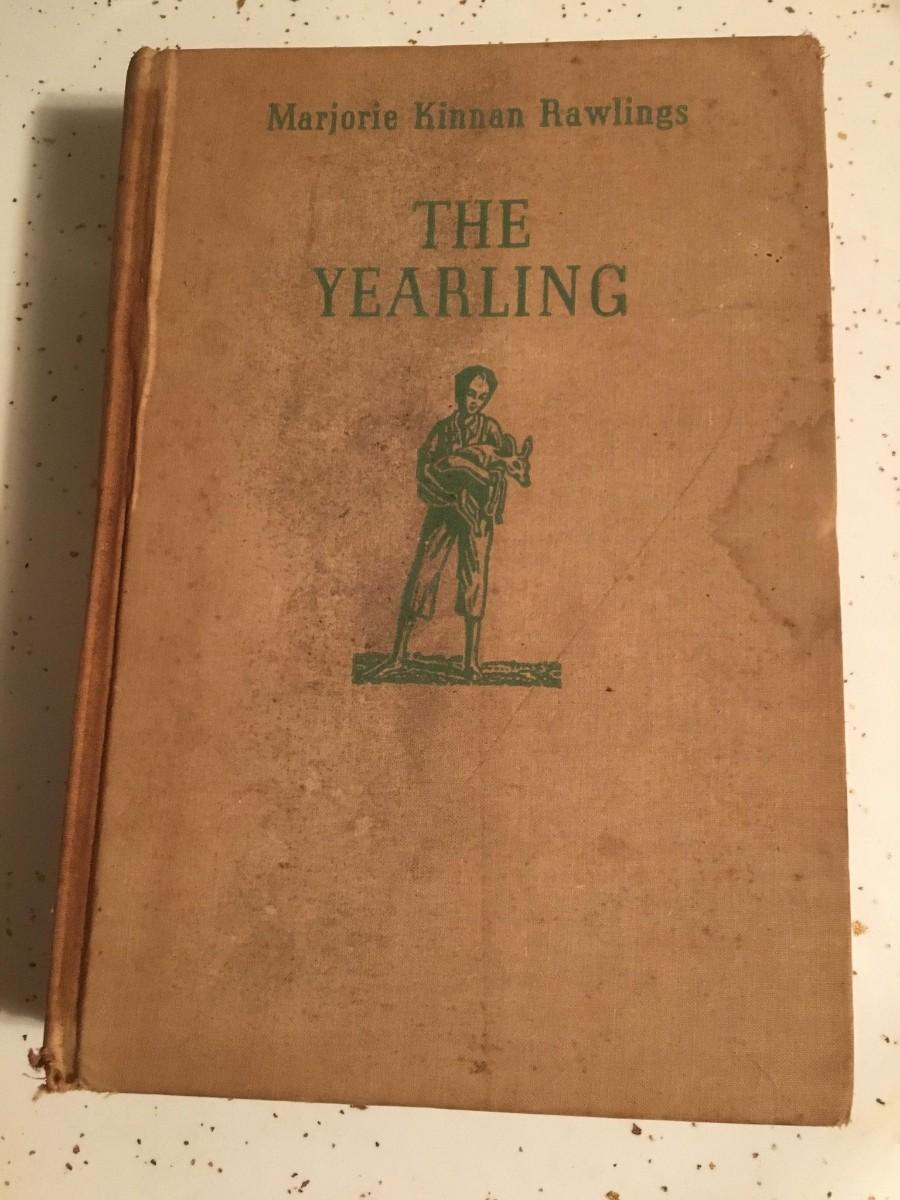 Marjorie Kinnan Rawlings
THE
YEARLING